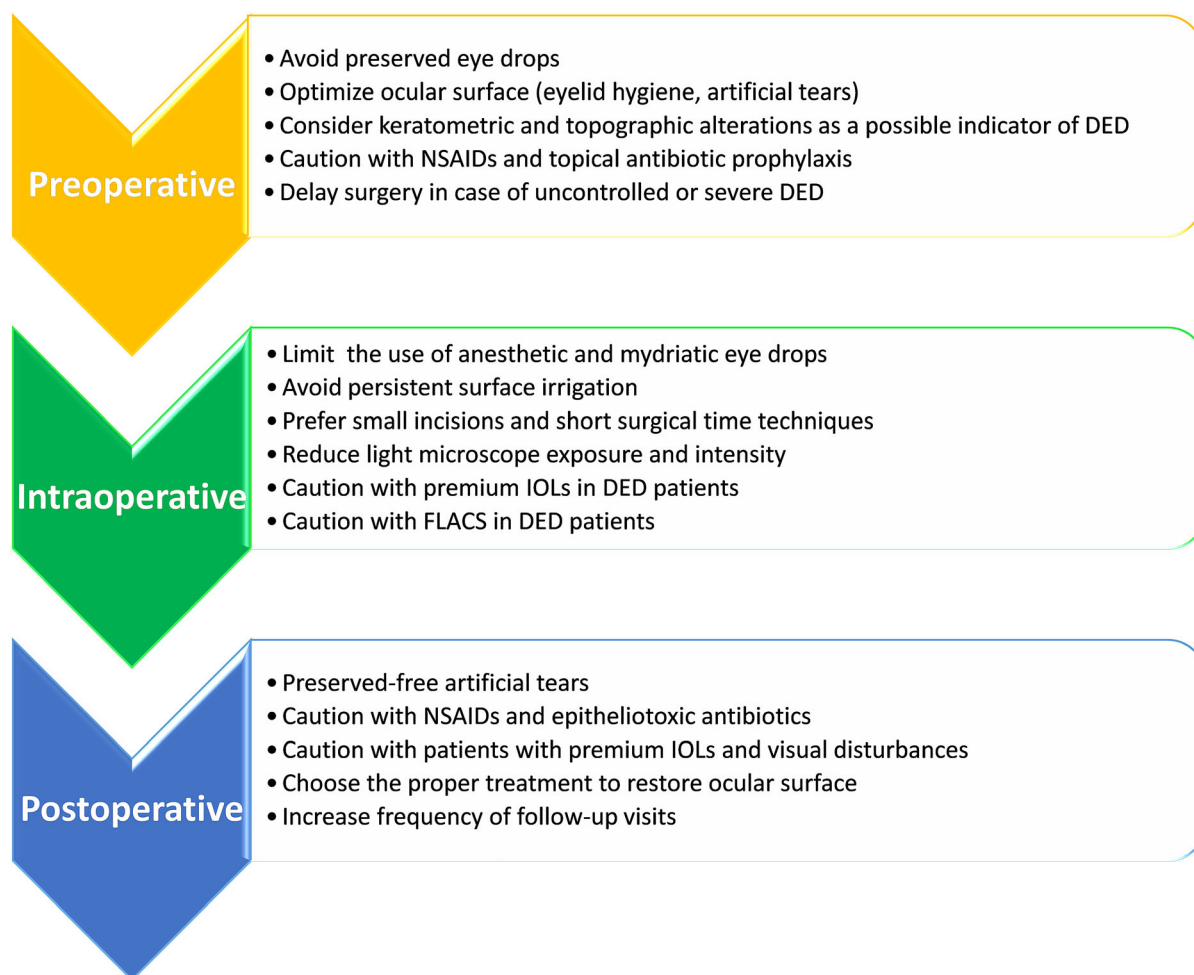 Preoperative
• Avoid preserved eye drops
• Optimize ocular surface (eyelid hygiene, artificial tears)
• Consider keratometric and topographic alterations as a possible indicator of DED
• Caution with NSAIDs and topical antibiotic prophylaxis
• Delay surgery in case of uncontrolled or severe DED
Intraoperative
• Limit  the use of anesthetic and mydriatic eye drops
• Avoid persistent surface irrigation
• Prefer small incisions and short surgical time techniques
• Reduce light microscope exposure and intensity
• Caution with premium IOLs in DED patients
• Caution with FLACS in DED patients
Postoperative
• Preserved-free artificial tears
• Caution with NSAIDs and epitheliotoxic antibiotics
• Caution with patients with premium IOLs and visual disturbances
• Choose the proper treatment to restore ocular surface
• Increase frequency of follow-up visits